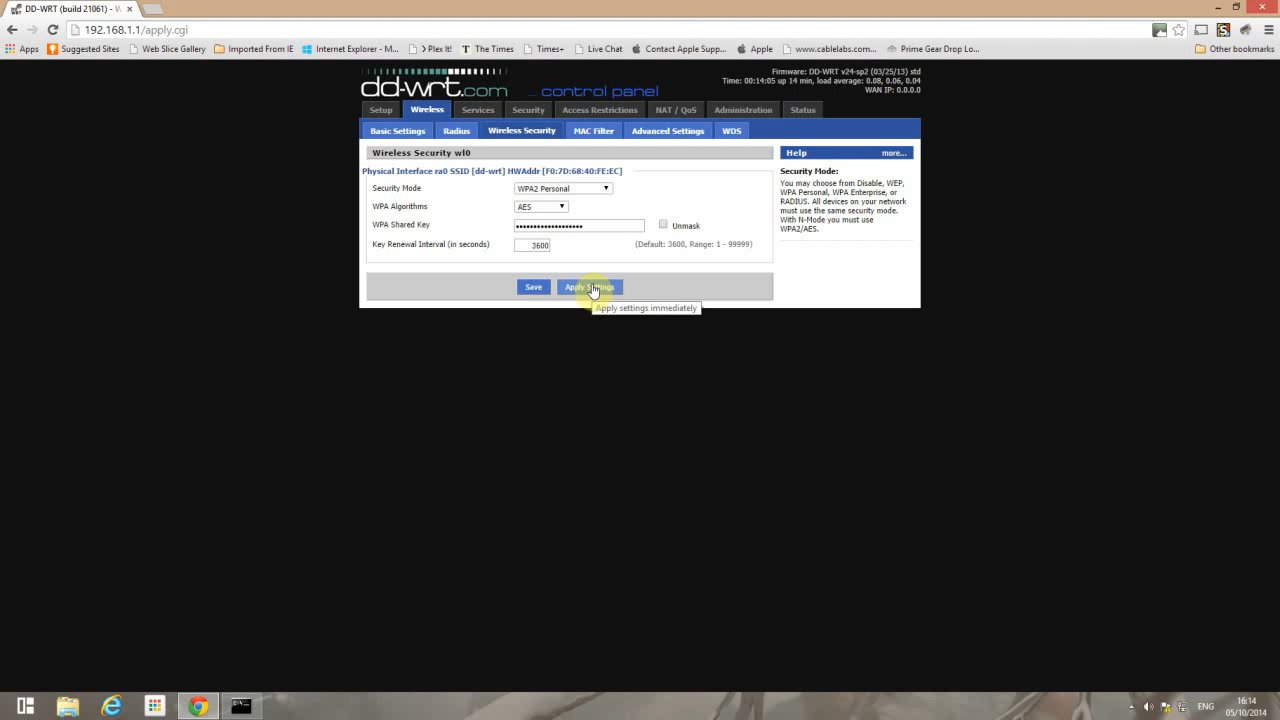 DD-WRT (build 21061) - W
192.168.1.1/apply.cgi
Apps Suggested Sites Web Slice Gallery Imported From IE Internet Explorer - M... > Plex It! T The Times Times+ Live Chat Contact Apple Supp... Apple www.cablelabs.com... Prime Gear Drop Lo... Other bookmarks
dd-wrt.com ... control panel
Firmware: DD-WRT v24-sp2 (03/25/13) std
Time: 00:14:05 up 14 min, load average: 0.08, 0.06, 0.04
WAN IP: 0.0.0.0
Setup Wireless Services Security Access Restrictions NAT / QoS Administration Status
Basic Settings Radius Wireless Security MAC Filter Advanced Settings WDS
Wireless Security wl0
Physical Interface ra0 SSID [dd-wrt] HWAddr [F0:7D:68:40:FE:EC]
Security Mode WPA2 Personal
WPA Algorithms AES
WPA Shared Key Unmask
Key Renewal Interval (in seconds) 3600 (Default: 3600, Range: 1 - 99999)
Save Apply Settings
Apply settings immediately
Help more...
Security Mode:
You may choose from Disable, WEP,
WPA Personal, WPA Enterprise, or
RADIUS. All devices on your network
must use the same security mode.
With N-Mode you must use
WPA2/AES.
ENG
16:14
05/10/2014